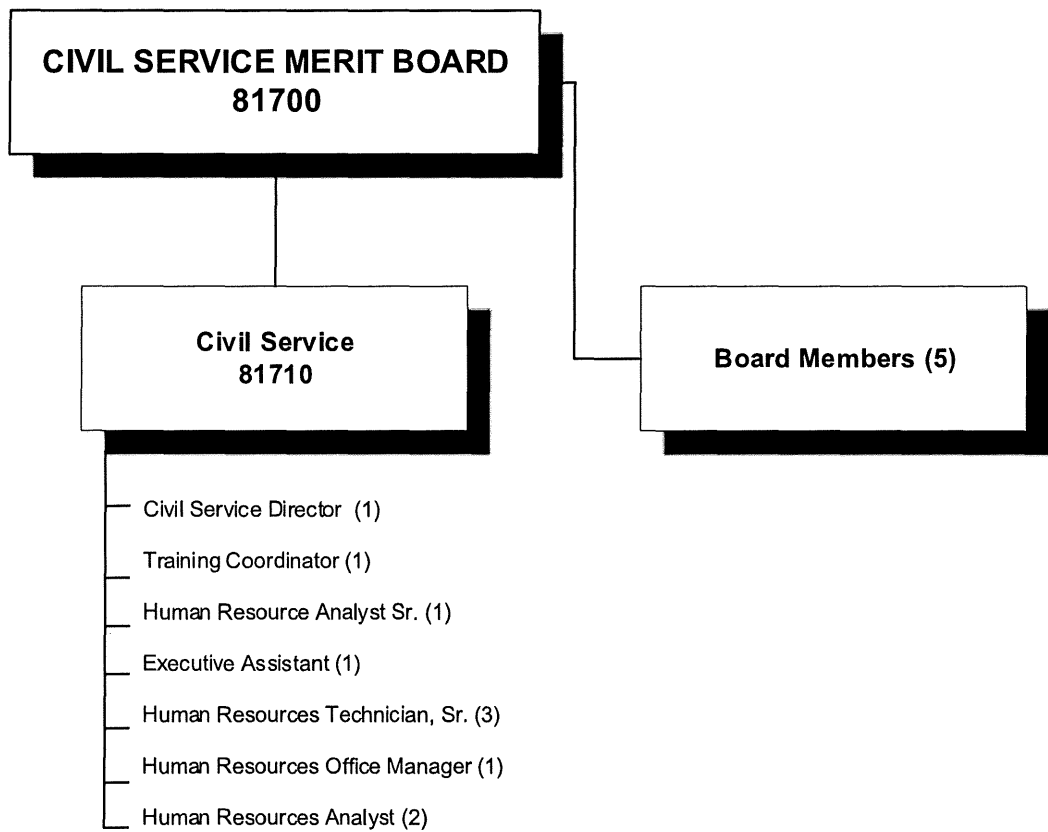 CIVIL SERVICE MERIT BOARD
81700
Civil Service
81710
Board Members (5)
Civil Service Director (1)
Training Coordinator (1)
Human Resource Analyst Sr. (1)
Executive Assistant (1)
Human Resources Technician, Sr. (3)
Human Resources Office Manager (1)
Human Resources Analyst (2)